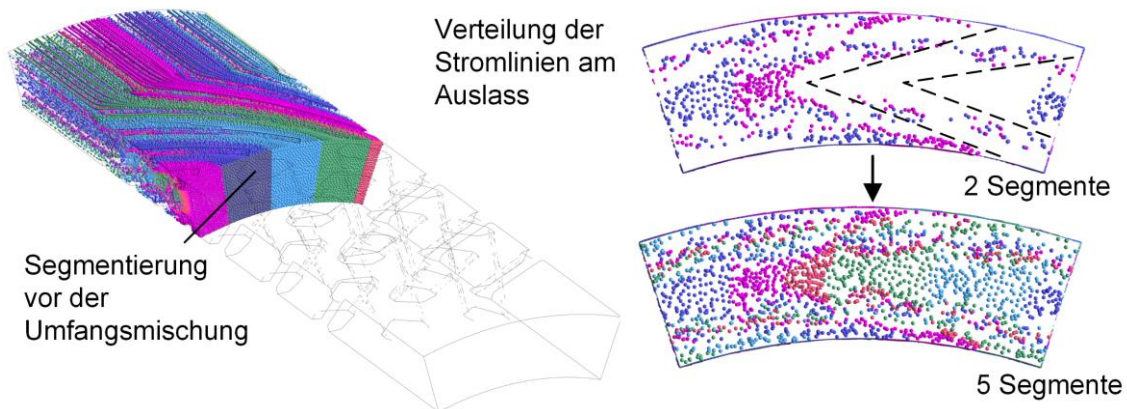 Verteilung der
Stromlinien am
Auslass
2 Segmente
Segmentierung
vor der
Umfangsmischung
5 Segmente